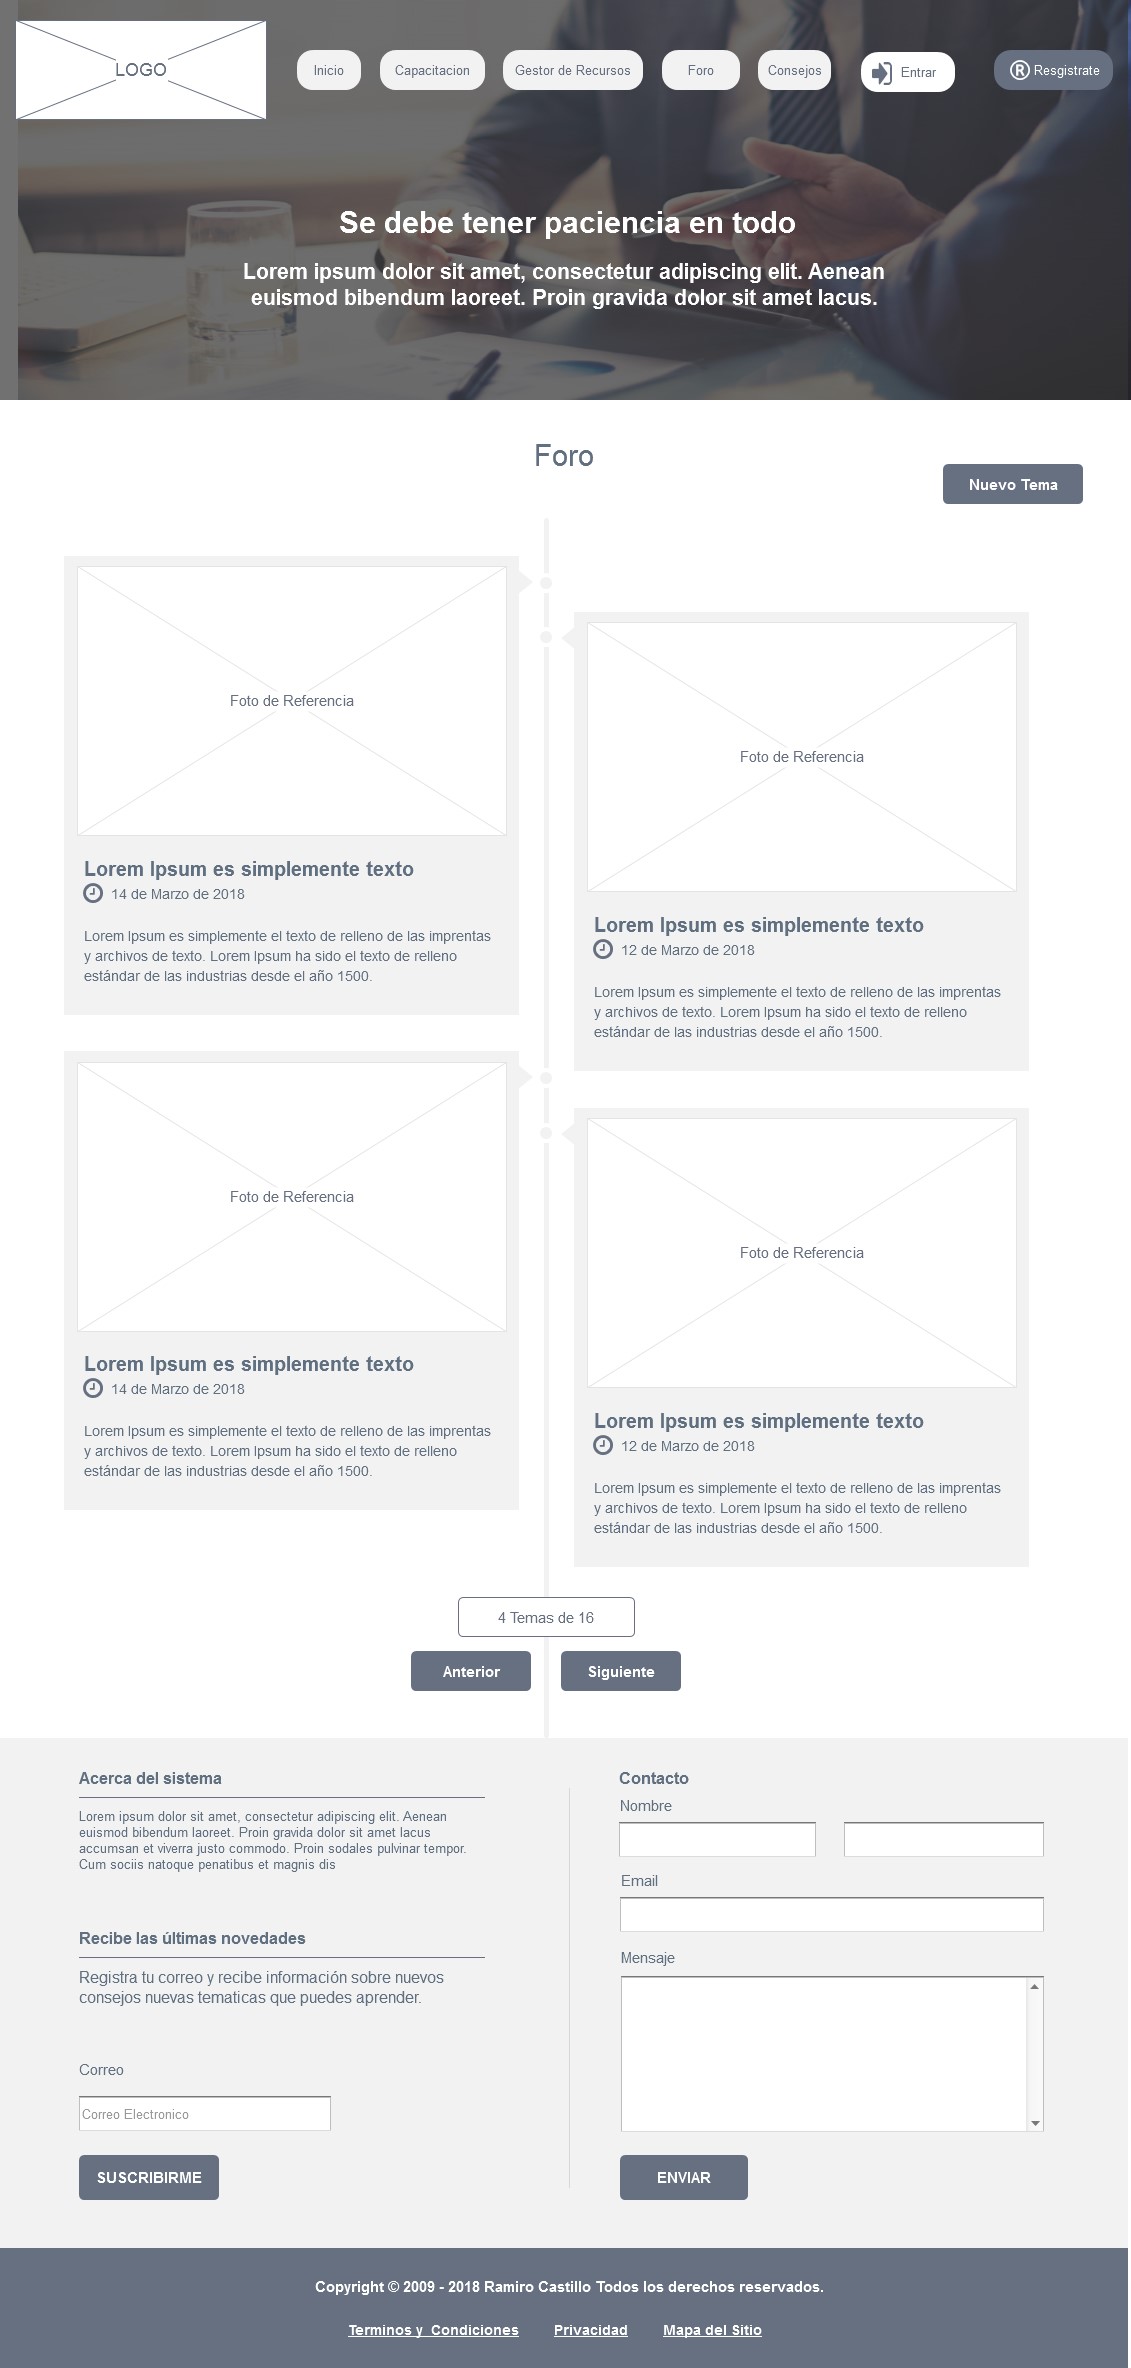 LOGO
Inicio
Capacitacion
Gestor de Recursos
Foro
Consejos
Entrar
® Resgistrate
Se debe tener paciencia en todo
Lorem ipsum dolor sit amet, consectetur adipiscing elit. Aenean
euismod bibendum laoreet. Proin gravida dolor sit amet lacus.
Foro
Nuevo Tema
Foto de Referencia
Lorem Ipsum es simplemente texto
14 de Marzo de 2018
Lorem Ipsum es simplemente el texto de relleno de las imprentas
y archivos de texto. Lorem Ipsum ha sido el texto de relleno
estándar de las industrias desde el año 1500.
Foto de Referencia
Lorem Ipsum es simplemente texto
12 de Marzo de 2018
Lorem Ipsum es simplemente el texto de relleno de las imprentas
y archivos de texto. Lorem Ipsum ha sido el texto de relleno
estándar de las industrias desde el año 1500.
Foto de Referencia
Lorem Ipsum es simplemente texto
14 de Marzo de 2018
Lorem Ipsum es simplemente el texto de relleno de las imprentas
y archivos de texto. Lorem Ipsum ha sido el texto de relleno
estándar de las industrias desde el año 1500.
Foto de Referencia
Lorem Ipsum es simplemente texto
12 de Marzo de 2018
Lorem Ipsum es simplemente el texto de relleno de las imprentas
y archivos de texto. Lorem Ipsum ha sido el texto de relleno
estándar de las industrias desde el año 1500.
4 Temas de 16
Anterior
Siguiente
Acerca del sistema
Lorem ipsum dolor sit amet, consectetur adipiscing elit. Aenean
euismod bibendum laoreet. Proin gravida dolor sit amet lacus
accumsan et viverra justo commodo. Proin sodales pulvinar tempor.
Cum sociis natoque penatibus et magnis dis
Recibe las últimas novedades
Registra tu correo y recibe información sobre nuevos
consejos nuevas tematicas que puedes aprender.
Correo
Correo Electronico
SUSCRIBIRME
Contacto
Nombre
Email
Mensaje
ENVIAR
Copyright © 2009 - 2018 Ramiro Castillo Todos los derechos reservados.
Terminos y  Condiciones
Privacidad
Mapa del Sitio